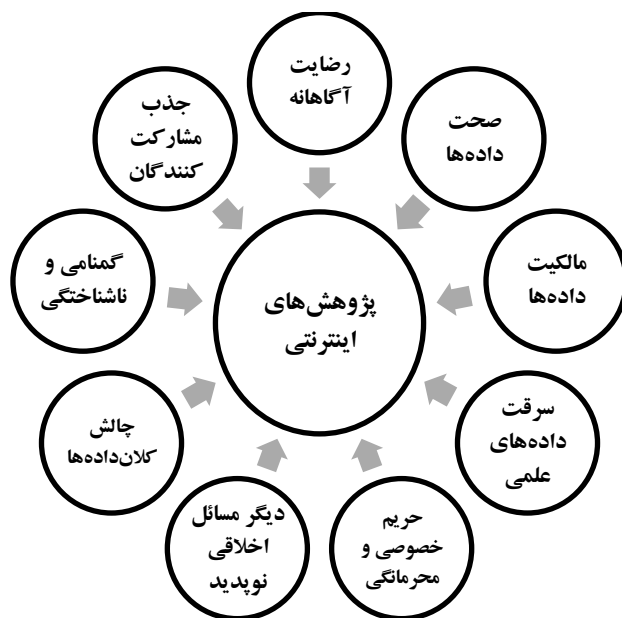 رضایت
آگاهانه
صحت
داده‌ها
مالکیت
داده‌ها
سرقت
داده‌های
علمی
حریم
خصوصی و
محرمانگی
دیگر مسائل
اخلاقی
نوپدید
چالش
کلان‌داده‌ها
گمنامی و
ناشناختگی
جذب
مشارکت
کنندگان
پژوهش‌های
اینترنتی